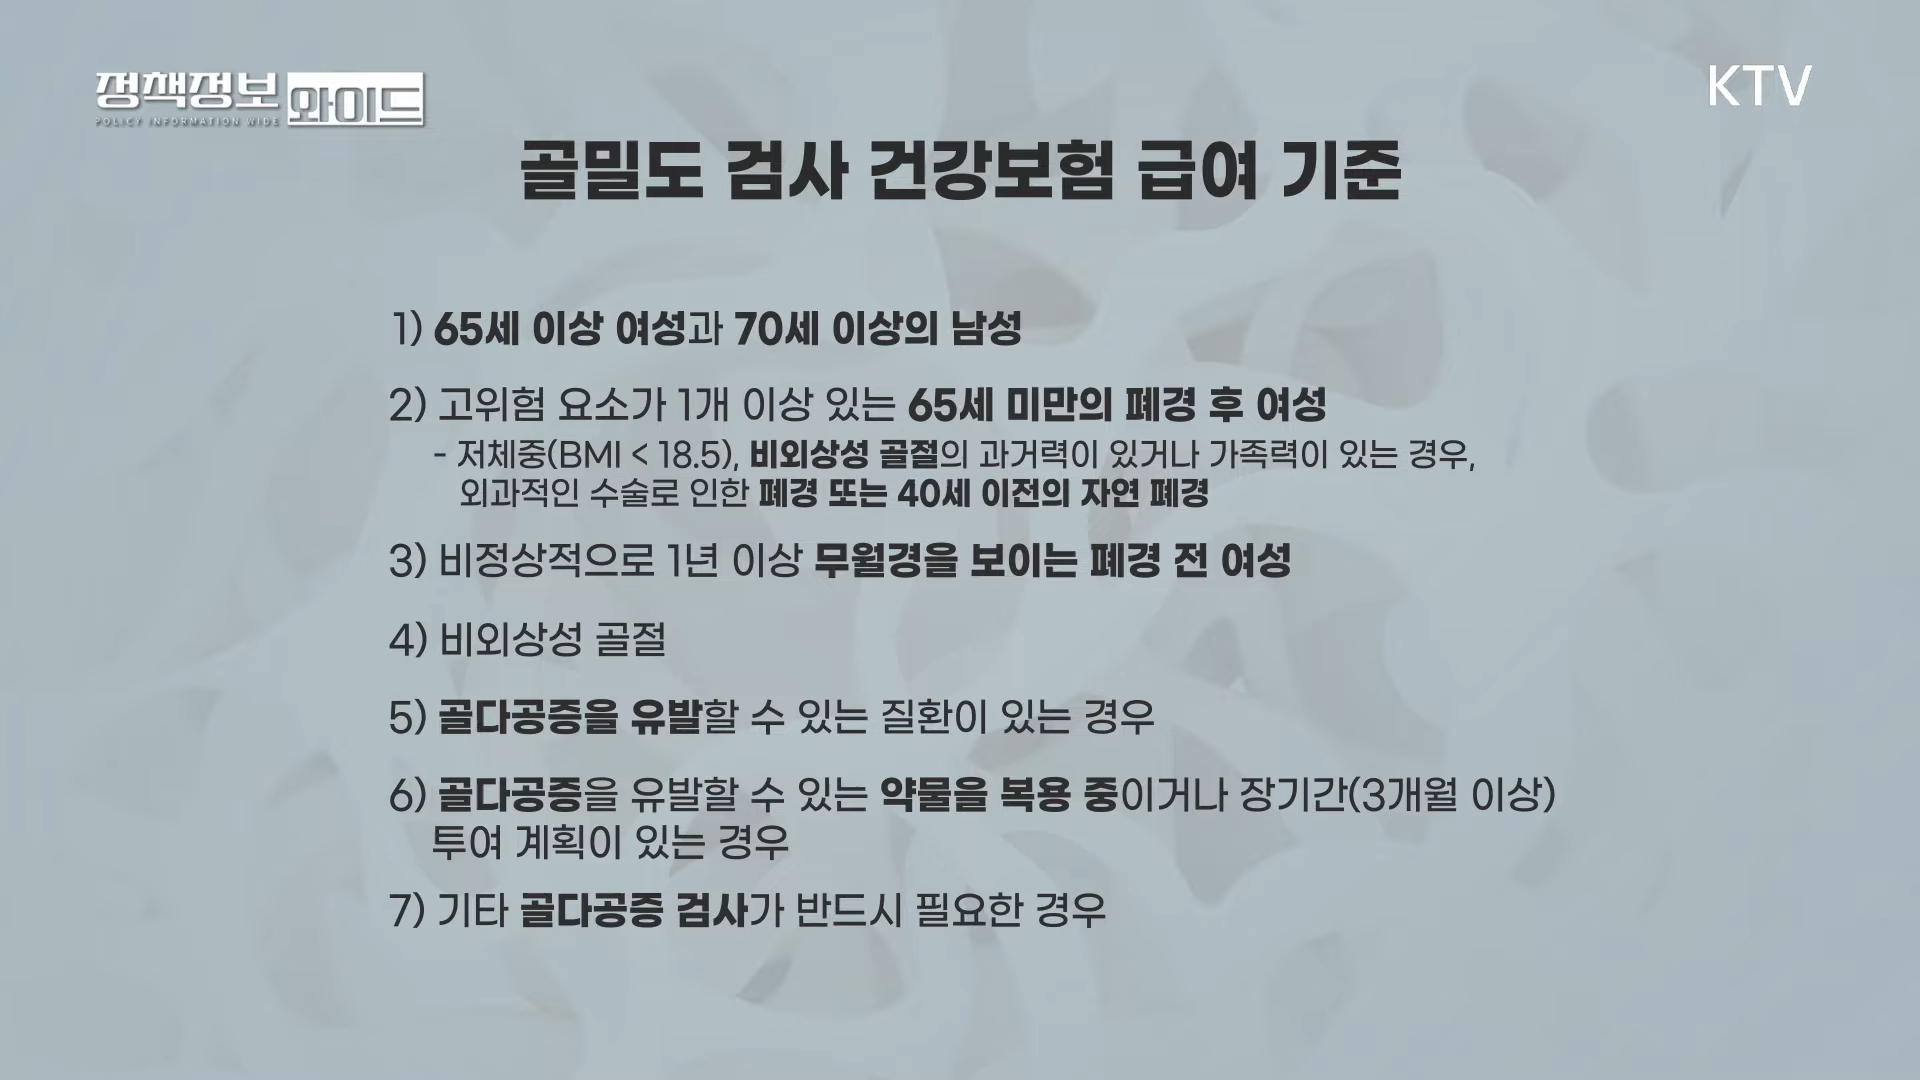 정책정보 와이드
POLICY INFORMATION WIDE
KTV
골밀도 검사 건강보험 급여 기준
1) 65세 이상 여성과 70세 이상의 남성
2) 고위험 요소가 1개 이상 있는 65세 미만의 폐경 후 여성
- 저체중(BMI < 18.5), 비외상성 골절의 과거력이 있거나 가족력이 있는 경우,
외과적인 수술로 인한 폐경 또는 40세 이전의 자연 폐경
3) 비정상적으로 1년 이상 무월경을 보이는 폐경 전 여성
4) 비외상성 골절
5) 골다공증을 유발할 수 있는 질환이 있는 경우
6) 골다공증을 유발할 수 있는 약물을 복용 중이거나 장기간(3개월 이상)
투여 계획이 있는 경우
7) 기타 골다공증 검사가 반드시 필요한 경우